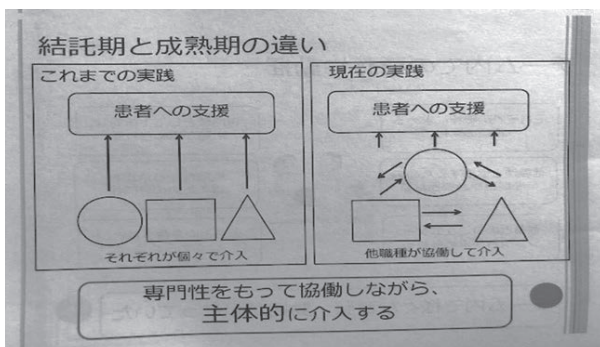 結託期と成熟期の違い
これまでの実践
患者への支援
それぞれが個々で介入
現在の実践
患者への支援
他職種が協働して介入
専門性をもって協働しながら、
主体的に介入する